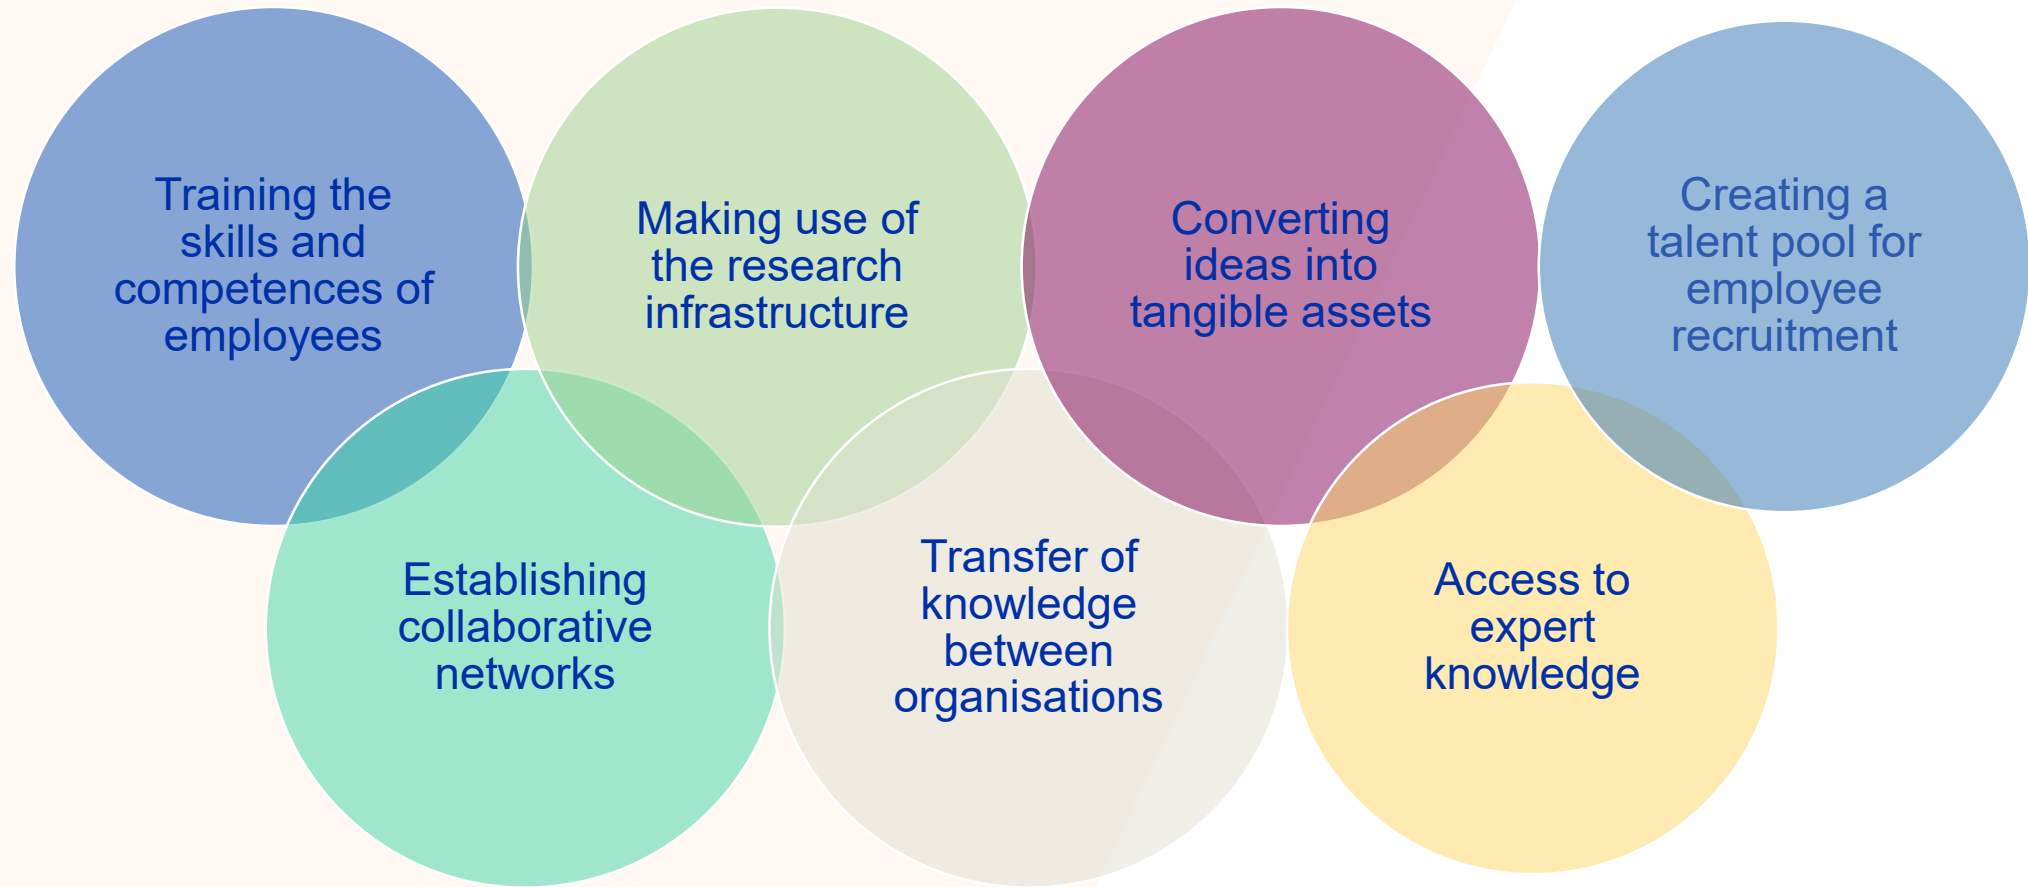 Training the
skills and
competences of
employees
Making use of
the research
infrastructure
Converting
ideas into
tangible assets
Creating a
talent pool for
employee
recruitment
Establishing
collaborative
networks
Transfer of
knowledge
between
organisations
Access to
expert
knowledge